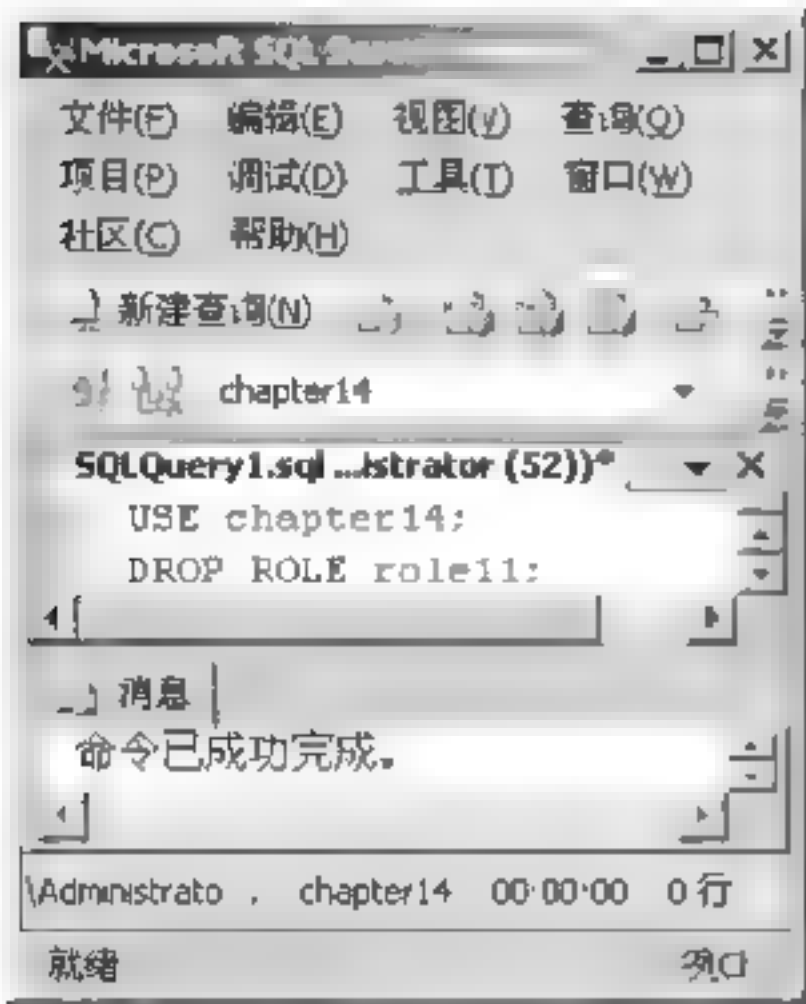 Microsoft SQL
文件(F) 编辑(E) 视图(V) 查询(Q)
项目(P) 调试(D) 工具(T) 窗口(W)
社区(C) 帮助(H)
新建查询(N)
chapter14
SQLQuery1.sql ...istrator (52))*
USE chapter14;
DROP ROLE role11;
消息
命令已成功完成。
\Administrato . chapter14 00:00:00 0 行
就绪